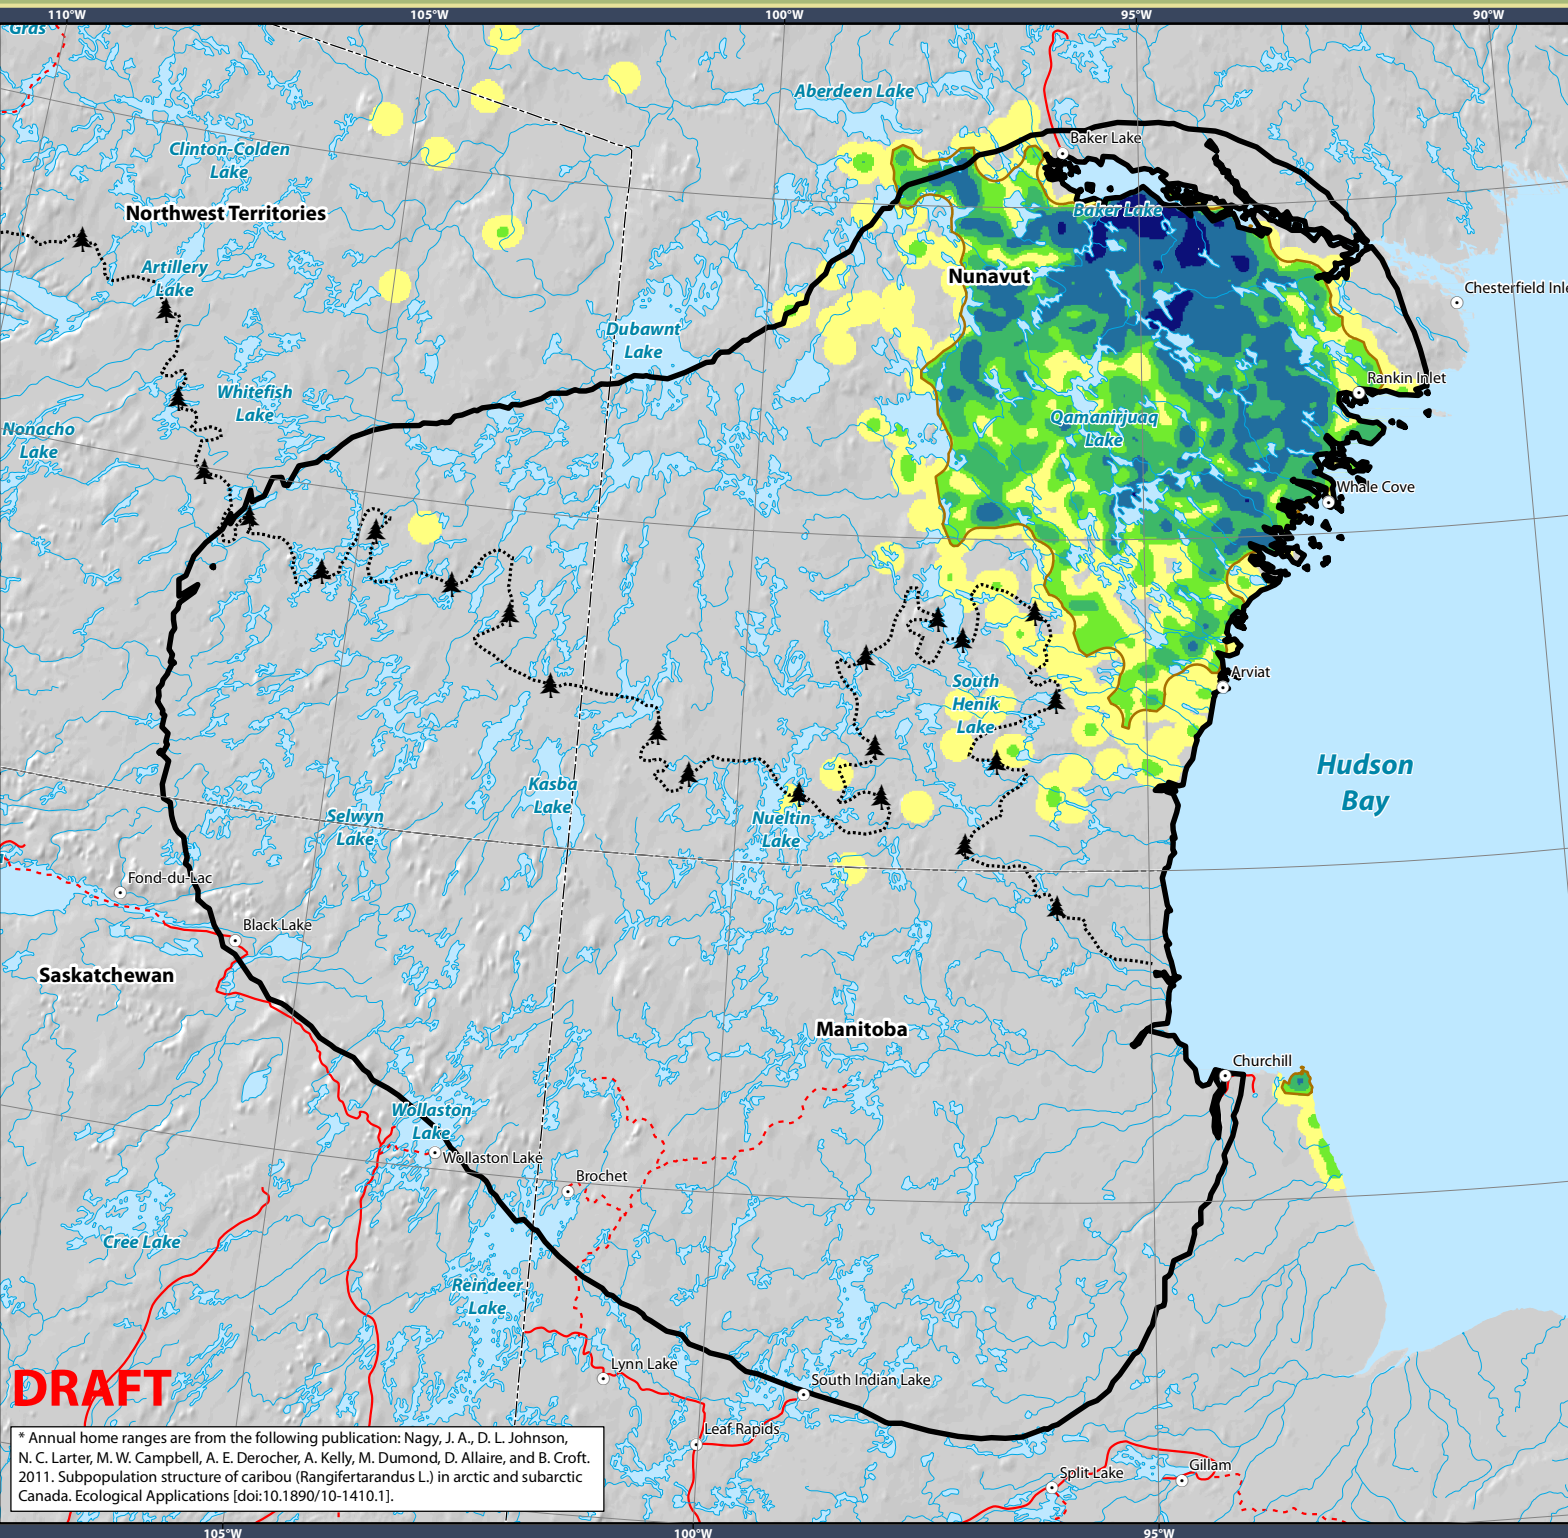 110°W
105°W
100°W
95°W
90°W
Gras
Aberdeen Lake
Baker Lake
Clinton-Colden
Lake
Northwest Territories
Baker Lake
Artillery
Lake
Nunavut
Chesterfield Inle
Dubawnt
Lake
Whitefish
Lake
Rankin Inlet
Nonacho
Lake
Qamanirjuaq
Lake
Whale Cove
Arviat
South
Henik
Lake
Hudson
Bay
Kasba
Lake
Selwyn
Lake
Nueltin
Lake
Fond-du-Lac
Black Lake
Saskatchewan
Manitoba
Churchill
Wollaston
Lake
Wollaston Lake
Brochet
Cree Lake
Reindeer
Lake
Lynn Lake
South Indian Lake
DRAFT
Leaf Rapids
Split Lake
Gillam
* Annual home ranges are from the following publication: Nagy, J. A., D. L. Johnson,
N. C. Larter, M. W. Campbell, A. E. Derocher, A. Kelly, M. Dumond, D. Allaire, and B. Croft.
2011. Subpopulation structure of caribou (Rangifertarandus L.) in arctic and subarctic
Canada. Ecological Applications [doi:10.1890/10-1410.1].
105°W
100°W
95°W